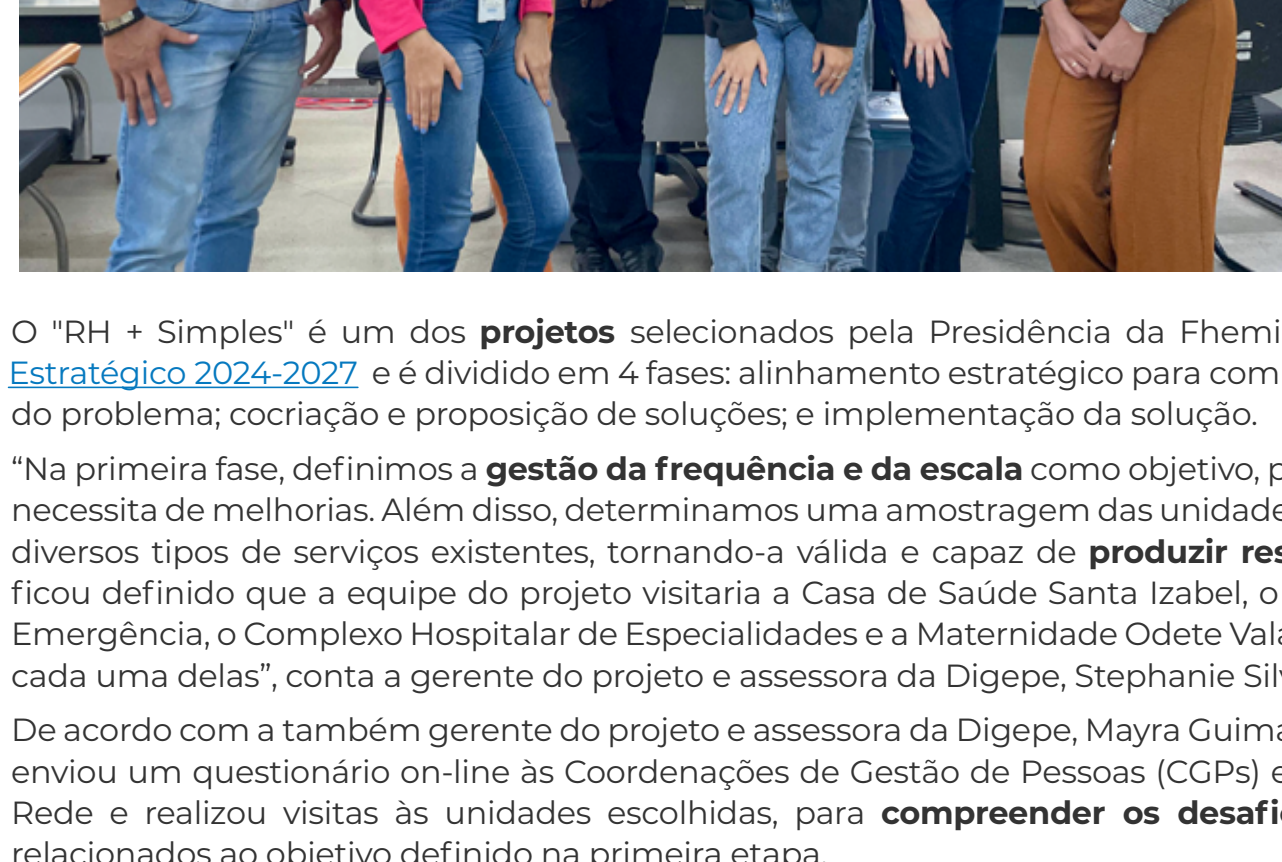 O "RH + Simples" é um dos projetos selecionados pela Presidência da Fhemi
Estratégico 2024-2027 e é dividido em 4 fases: alinhamento estratégico para com
do problema; cocriação e proposição de soluções; e implementação da solução.
“Na primeira fase, definimos a gestão da frequência e da escala como objetivo, p
necessita de melhorias. Além disso, determinamos uma amostragem das unidade
diversos tipos de serviços existentes, tornando-a válida e capaz de produzir res
ficou definido que a equipe do projeto visitaria a Casa de Saúde Santa Izabel, o
Emergência, o Complexo Hospitalar de Especialidades e a Maternidade Odete Vala
cada uma delas”, conta a gerente do projeto e assessora da Digepe, Stephanie Silv
De acordo com a também gerente do projeto e assessora da Digepe, Mayra Guima
enviou um questionário on-line às Coordenações de Gestão de Pessoas (CGPs) e
Rede e realizou visitas às unidades escolhidas, para compreender os desafio
relacionados ao objetivo definido na primeira etapa.